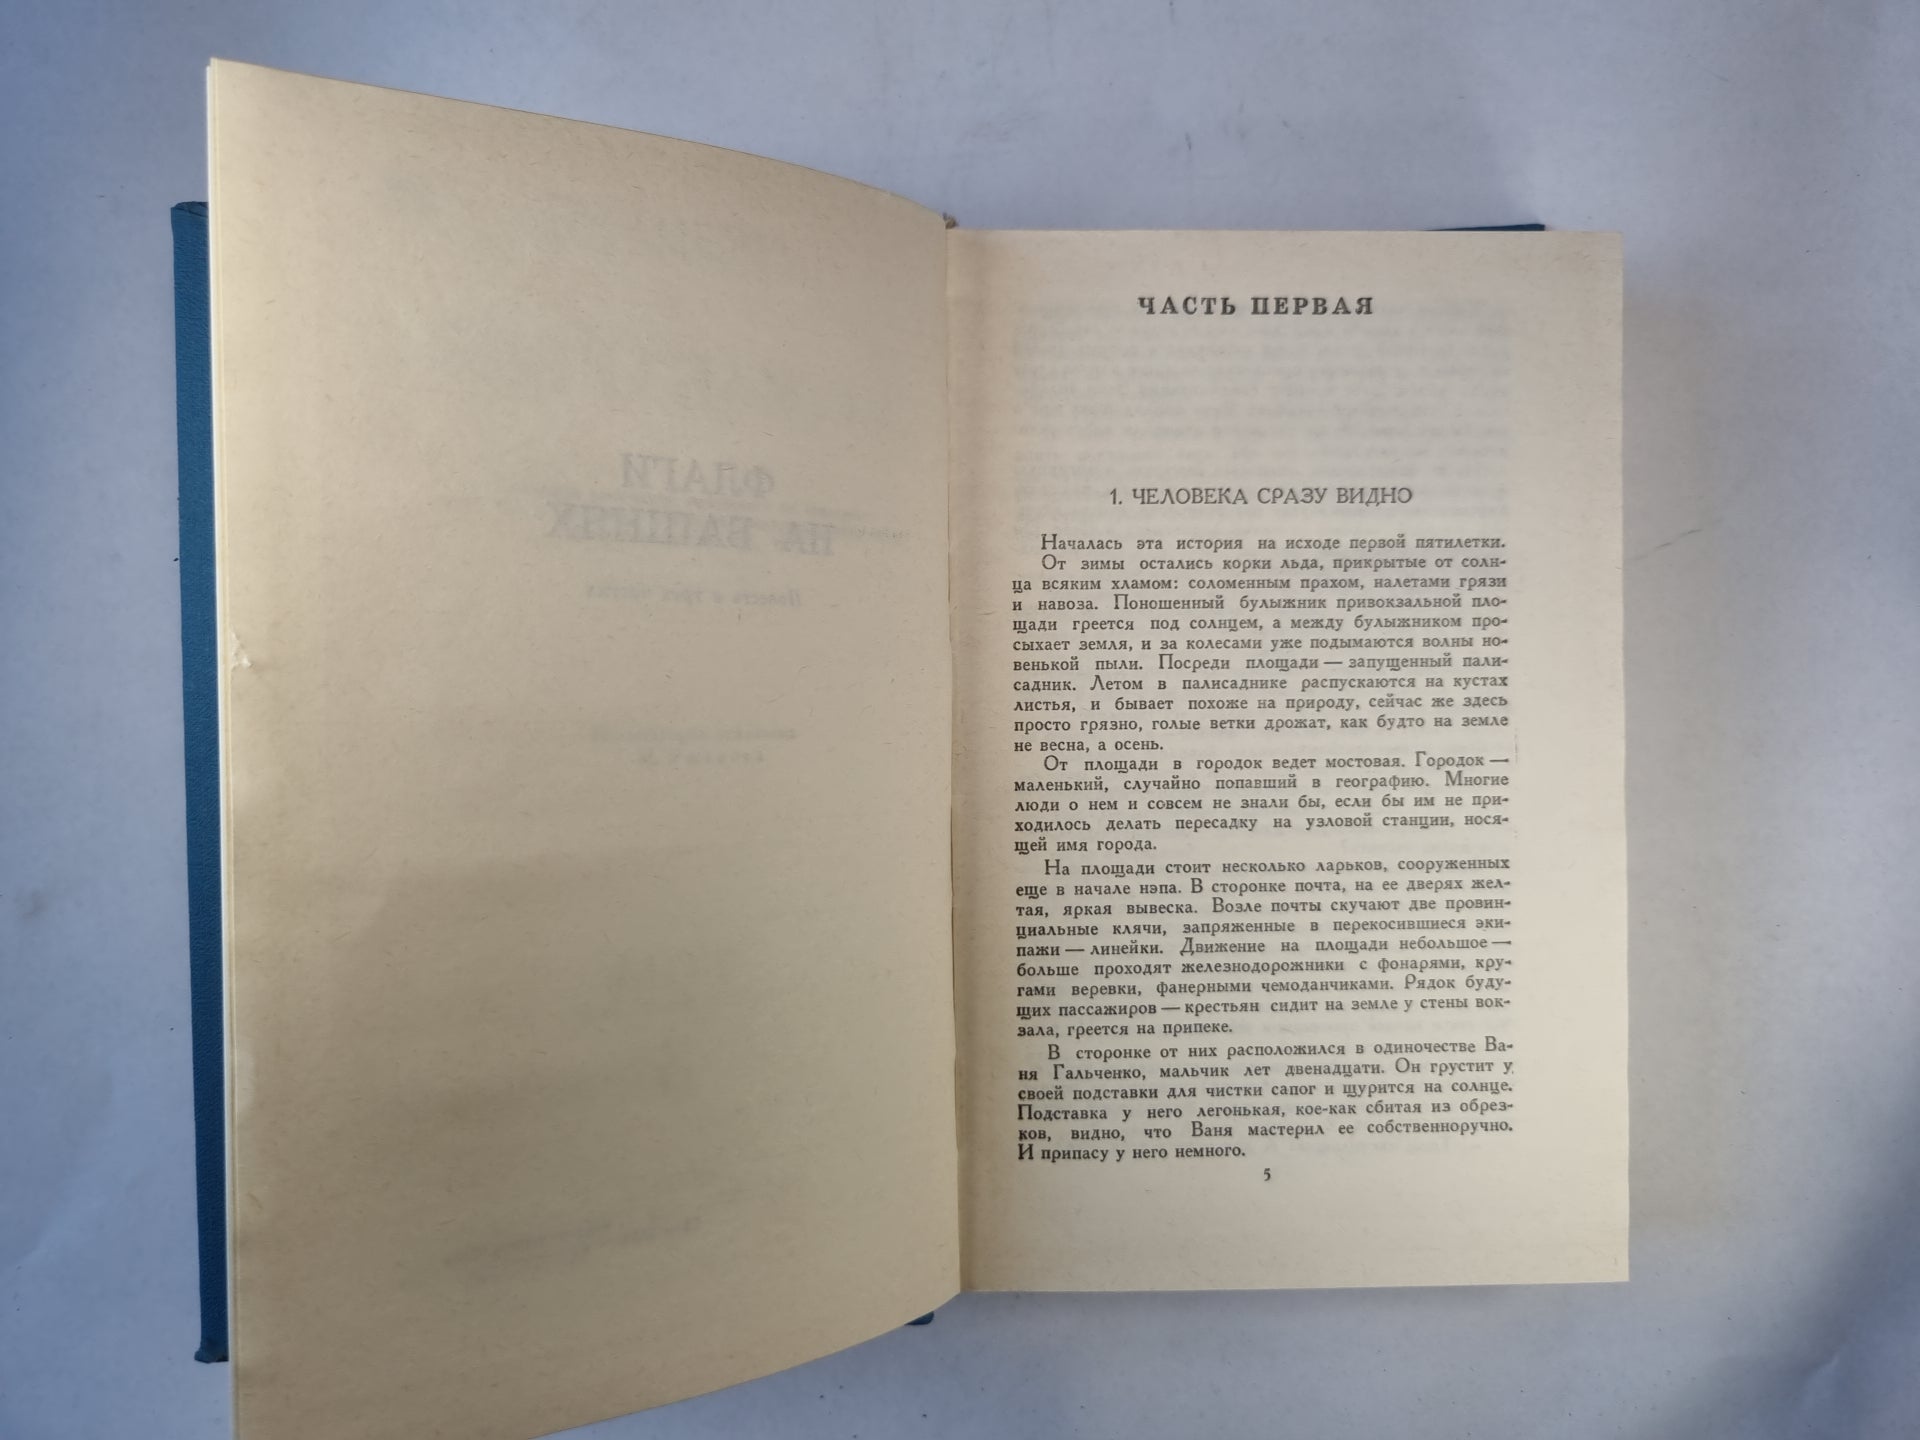 ФЛАГИ
НА БАШНЯХ
Повесть в трех частях
ЧАСТЬ ПЕРВАЯ
1. ЧЕЛОВЕКА СРАЗУ ВИДНО
Началась эта история на исходе первой пятилетки.
От зимы остались корки льда, прикрытые от солн-
ца всяким хламом: соломенным прахом, налетами грязи
и навоза. Поношенный булыжник привокзальной пло-
щади греется под солнцем, а между булыжником про-
сыхает земля, и за колесами уже подымаются волны но-
венькой пыли. Посреди площади — запущенный пали-
садник. Летом в палисаднике распускаются на кустах
листья, и бывает похоже на природу, сейчас же здесь
просто грязно, голые ветки дрожат, как будто на земле
не весна, а осень.
От площади в городок ведет мостовая. Городок —
маленький, случайно попавший в географию. Многие
люди о нем и совсем не знали бы, если бы им не при-
ходилось делать пересадку на узловой станции, нося-
щей имя города.
На площади стоит несколько ларьков, сооруженных
еще в начале нэпа. В сторонке почта, на ее дверях жел-
тая, яркая вывеска. Возле почты скучают две провин-
циальные клячи, запряженные в перекосившиеся эки-
пажи — линейки. Движение на площади небольшое —
больше проходят железнодорожники с фонарями, кру-
гами веревки, фанерными чемоданчиками. Рядок буду-
щих пассажиров — крестьян сидит на земле у стены вок-
зала, греется на припеке.
В сторонке от них расположился в одиночестве Ва-
ня Гальченко, мальчик лет двенадцати. Он грустит у
своей подставки для чистки сапог и щурится на солнце.
Подставка у него легонькая, кое-как сбитая из обрез-
ков, видно, что Ваня мастерил ее собственноручно.
И припасу у него немного.
5